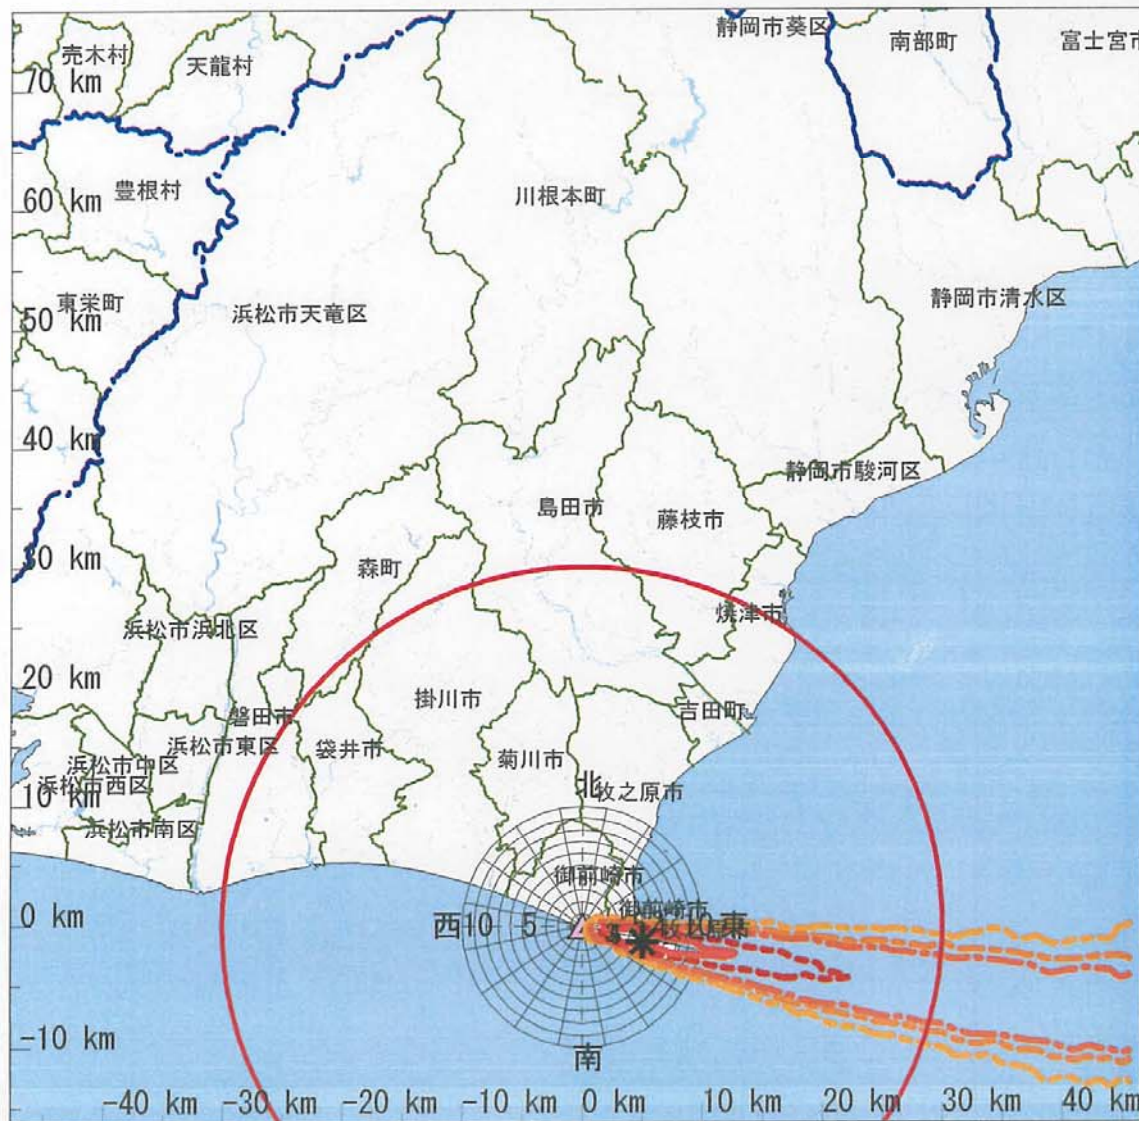 静岡市葵区
南部町
富士宮市
売木村
天龍村
70 km
豊根村
川根本町
60 km
東栄町
浜松市天竜区
静岡市清水区
50 km
40 km
静岡市駿河区
島田市
藤枝市
森町
30 km
焼津市
浜松市浜北区
20 km
掛川市
吉田町
磐田市
浜松市東区
袋井市
菊川市
浜松市中区
浜松市西区
北
牧之原市
10 km
浜松市南区
御前崎市
御前崎市
0 km
西10
5
10東
-10 km
南
-40 km
-30 km
-20 km
-10 km
0 km
10 km
20 km
30 km
40 km